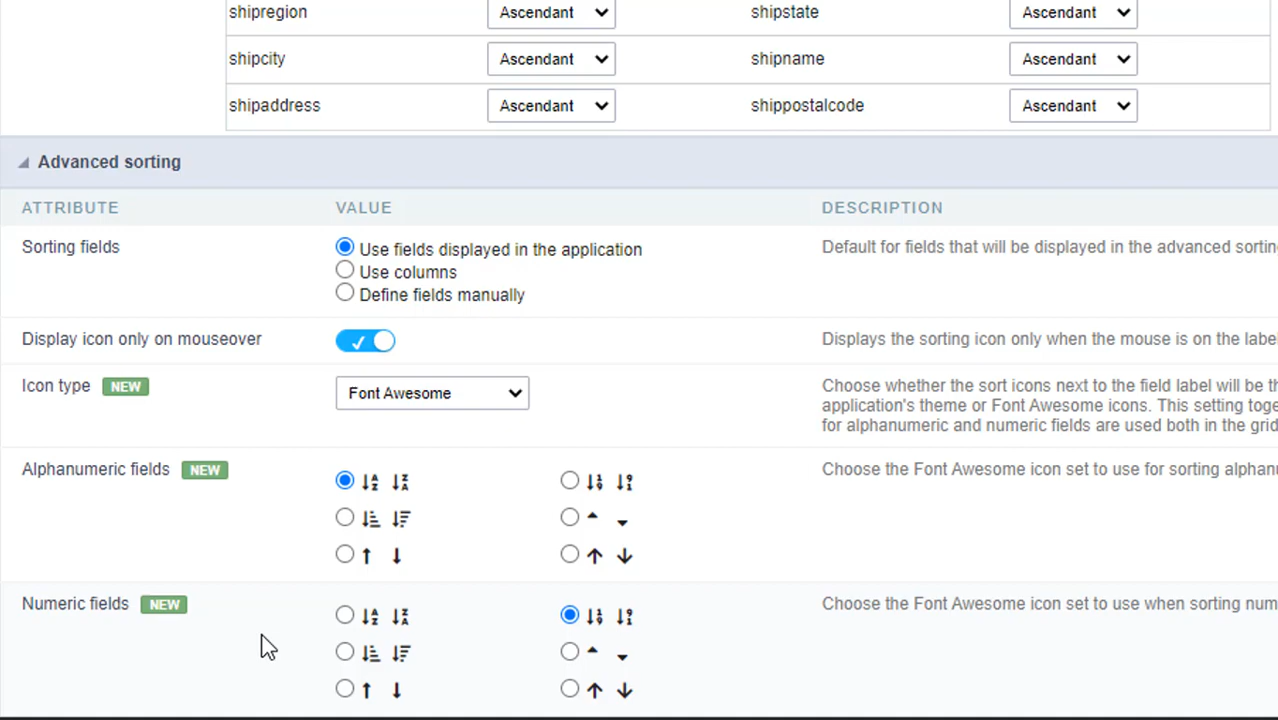 shipregion Ascendant shipstate Ascendant
shipcity Ascendant shipname Ascendant
shipaddress Ascendant shippostalcode Ascendant
Advanced sorting
ATTRIBUTE VALUE DESCRIPTION
Sorting fields Use fields displayed in the application Default for fields that will be displayed in the advanced sortin
Use columns
Define fields manually
Display icon only on mouseover Displays the sorting icon only when the mouse is on the label
Icon type NEW Font Awesome Choose whether the sort icons next to the field label will be th
application's theme or Font Awesome icons. This setting toge
for alphanumeric and numeric fields are used both in the grid
Alphanumeric fields NEW Choose the Font Awesome icon set to use for sorting alphanu
Numeric fields NEW Choose the Font Awesome icon set to use when sorting num